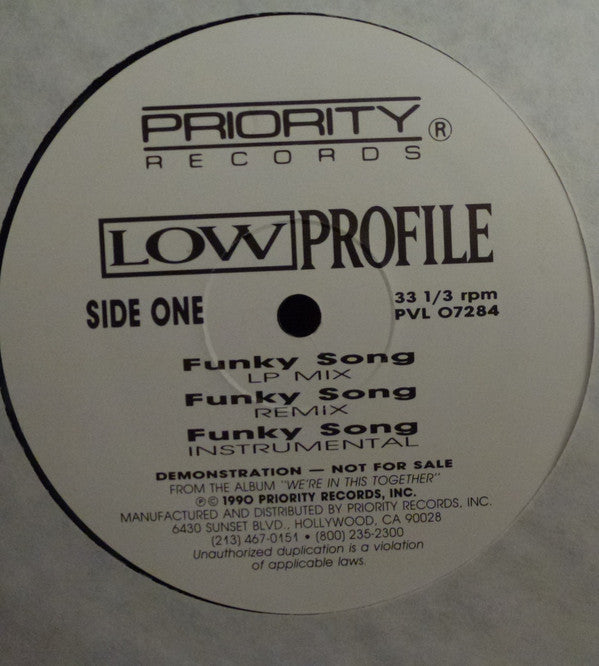 PRIORITY ®
RECORDS
LOW PROFILE
SIDE ONE
33 1/3 rpm
PVL 07284
Funky Song
LP MIX
Funky Song
REMIX
Funky Song
INSTRUMENTAL
DEMONSTRATION — NOT FOR SALE
FROM THE ALBUM "WE'RE IN THIS TOGETHER"
℗© 1990 PRIORITY RECORDS, INC.
MANUFACTURED AND DISTRIBUTED BY PRIORITY RECORDS, INC.
6430 SUNSET BLVD., HOLLYWOOD, CA 90028
(213) 467-0151 • (800) 235-2300
Unauthorized duplication is a violation
of applicable laws.